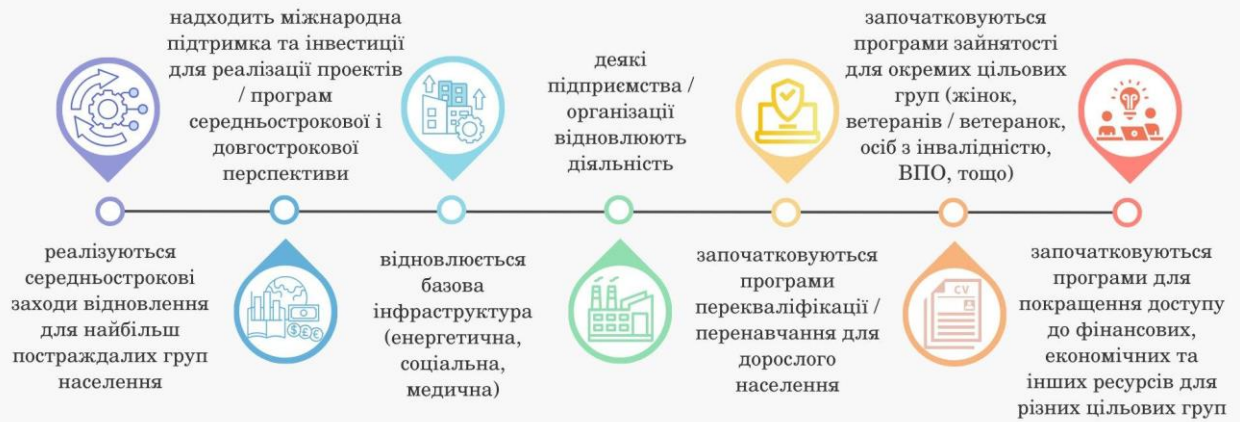 реалізуються
середньострокові
заходи відновлення
для найбільш
постраждалих груп
населення
надходить міжнародна
підтримка та інвестиції
для реалізації проектів
/ програм
середньострокової і
довгострокової
перспективи
відновлюється
базова
інфраструктура
(енергетична,
соціальна,
медична)
деякі
підприємства /
організації
відновлюють
діяльність
започатковуються
програми
перекваліфікації /
перенавчання для
дорослого
населення
започатковуються
програми зайнятості
для окремих цільових
груп (жінок,
ветеранів / ветеранок,
осіб з інвалідністю,
ВПО, тощо)
CV
започатковуються
програми для
покращення доступу
до фінансових,
економічних та
інших ресурсів для
різних цільових груп